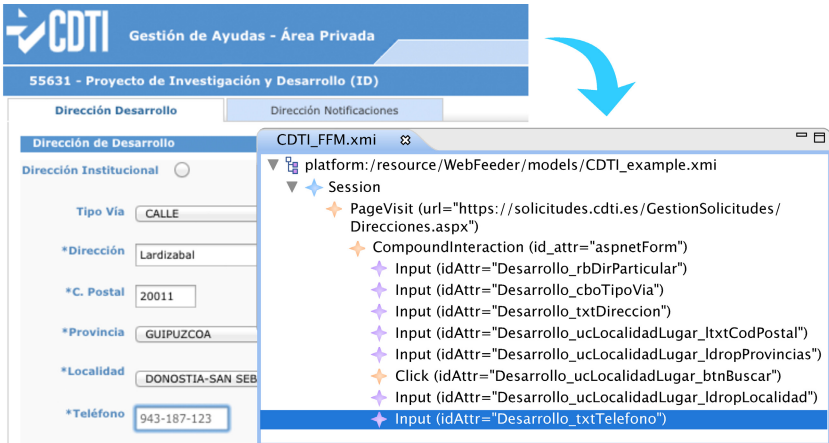 CDTI
Gestión de Ayudas - Área Privada
55631 - Proyecto de Investigación y Desarrollo (ID)
Dirección Desarrollo
Dirección Notificaciones
Dirección de Desarrollo
Dirección Institucional
Tipo Vía CALLE
*Dirección Lardizabal
*C. Postal 20011
*Provincia GUIPUZCOA
*Localidad DONOSTIA-SAN SEB
*Teléfono 943-187-123
CDTI_FFM.xmi
platform:/resource/WebFeeder/models/CDTI_example.xmi
Session
PageVisit (url="https://solicitudes.cdti.es/GestionSolicitudes/
Direcciones.aspx")
CompoundInteraction (id_attr="aspnetForm")
Input (idAttr="Desarrollo_rbDirParticular")
Input (idAttr="Desarrollo_cboTipoVia")
Input (idAttr="Desarrollo_txtDireccion")
Input (idAttr="Desarrollo_ucLocalidadLugar_ltxtCodPostal")
Input (idAttr="Desarrollo_ucLocalidadLugar_ldropProvincias")
Click (idAttr="Desarrollo_ucLocalidadLugar_btnBuscar")
Input (idAttr="Desarrollo_ucLocalidadLugar_ldropLocalidad")
Input (idAttr="Desarrollo_txtTelefono")